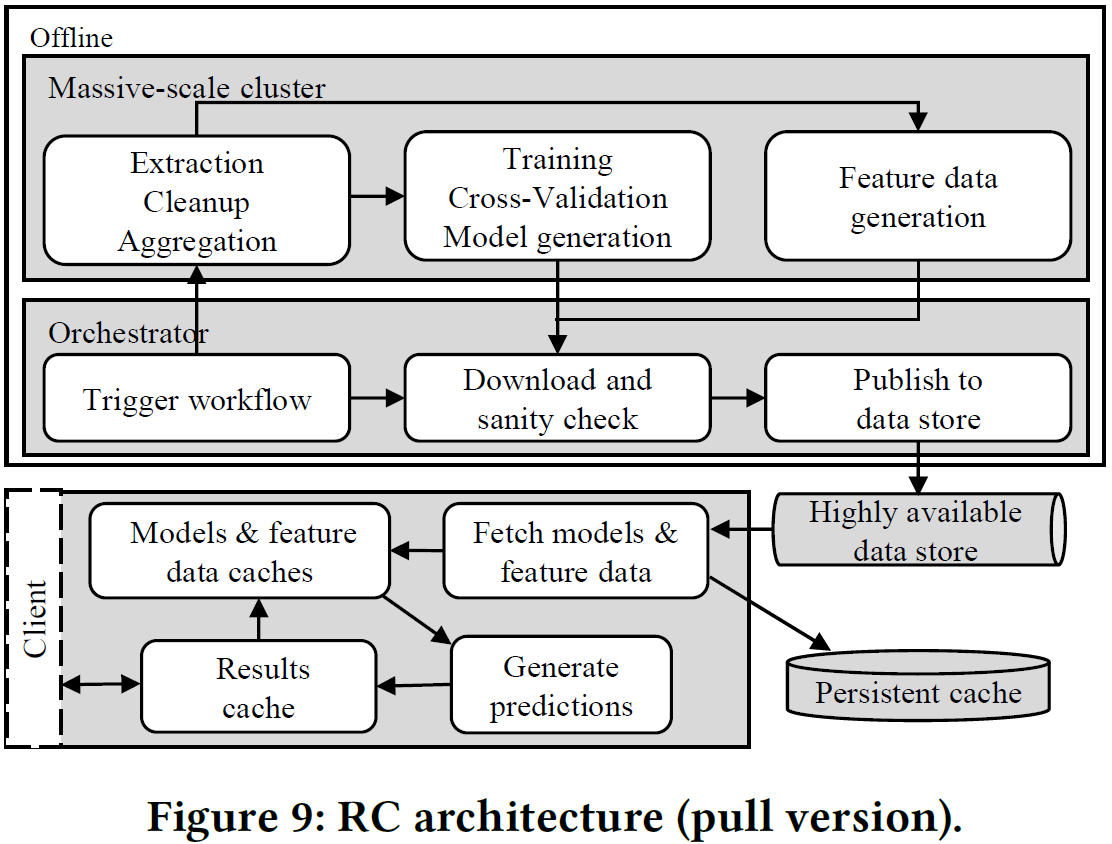 Offline
Massive-scale cluster
Extraction
Cleanup
Aggregation
Training
Cross-Validation
Model generation
Feature data
generation
Orchestrator
Trigger workflow
Download and
sanity check
Publish to
data store
Highly available
data store
Client
Models & feature
data caches
Fetch models &
feature data
Results
cache
Generate
predictions
Persistent cache
Figure 9: RC architecture (pull version).